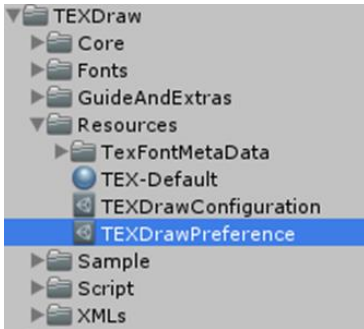 TEXDraw
Core
Fonts
GuideAndExtras
Resources
TexFontMetaData
TEX-Default
TEXDrawConfiguration
TEXDrawPreference
Sample
Script
XMLs